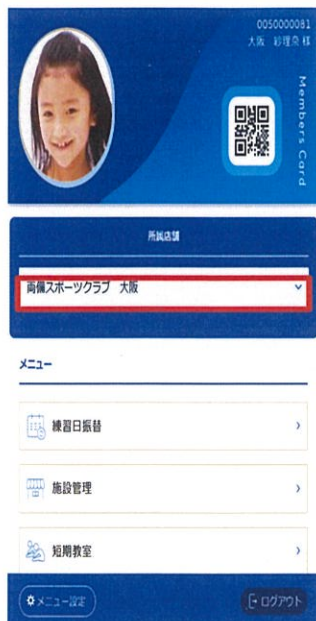 0050000081
大阪 紗理奈 様
Members Card
所属店舗
両備スポーツクラブ 大阪
メニュー
練習日振替
施設管理
短期教室
メニュー設定
ログアウト